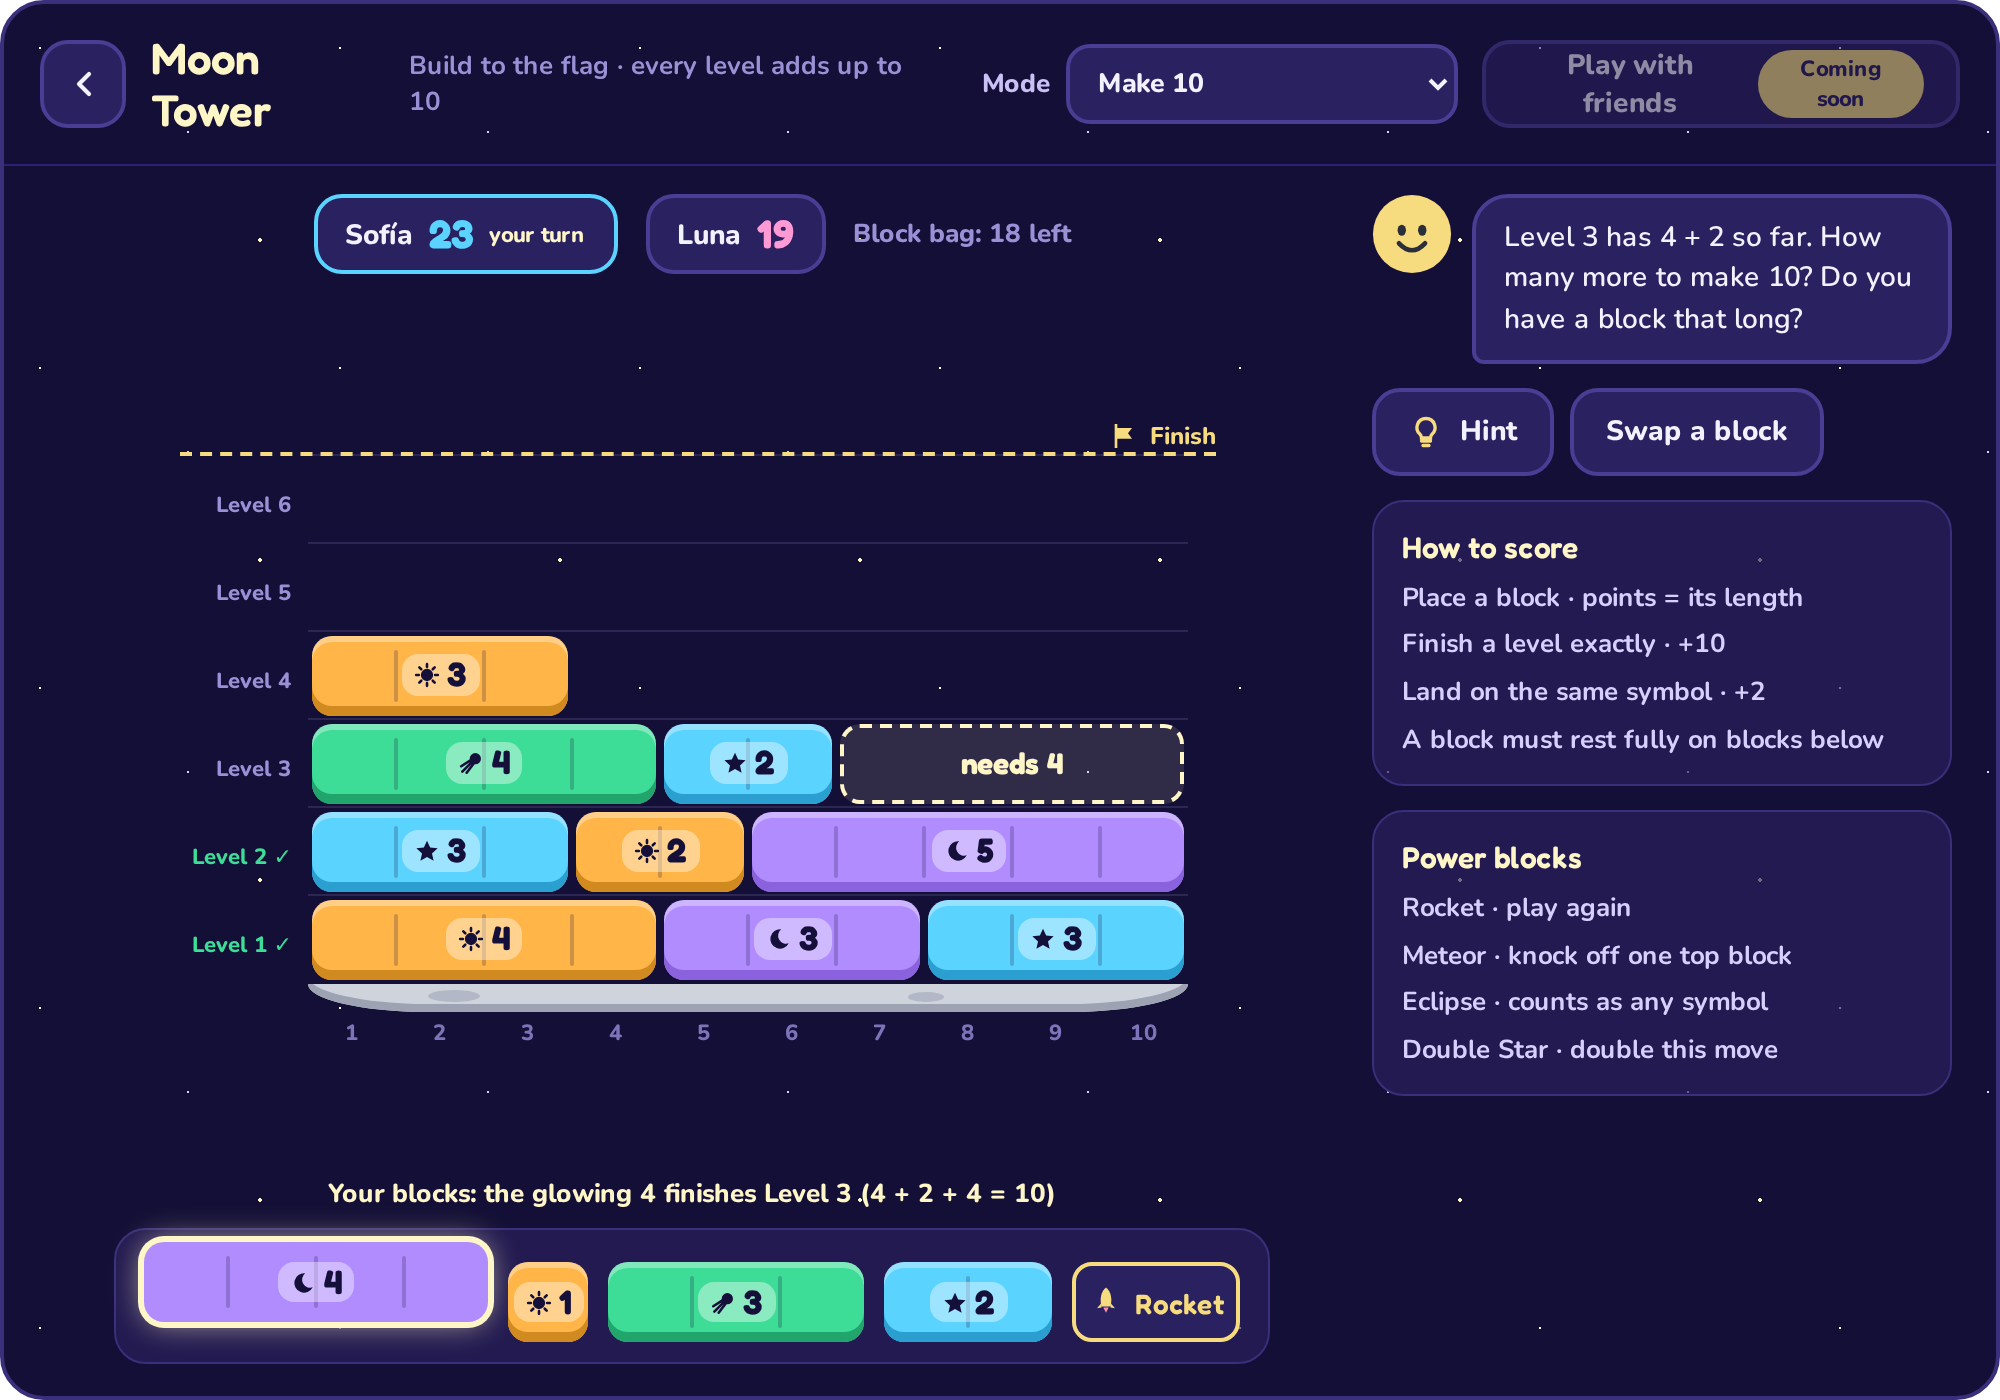 Moon
Tower
Build to the flag · every level adds up to
10
Mode
Make 10
Play with
friends
Coming
soon
Sofía 23 your turn
Luna 19
Block bag: 18 left
Level 3 has 4 + 2 so far. How
many more to make 10? Do you
have a block that long?
Hint
Swap a block
Finish
Level 6
Level 5
Level 4
3
Level 3
4
2
needs 4
Level 2 ✓
3
2
5
Level 1 ✓
4
3
3
1 2 3 4 5 6 7 8 9 10
How to score
Place a block · points = its length
Finish a level exactly · +10
Land on the same symbol · +2
A block must rest fully on blocks below
Power blocks
Rocket · play again
Meteor · knock off one top block
Eclipse · counts as any symbol
Double Star · double this move
Your blocks: the glowing 4 finishes Level 3 (4 + 2 + 4 = 10)
4
1
3
2
Rocket